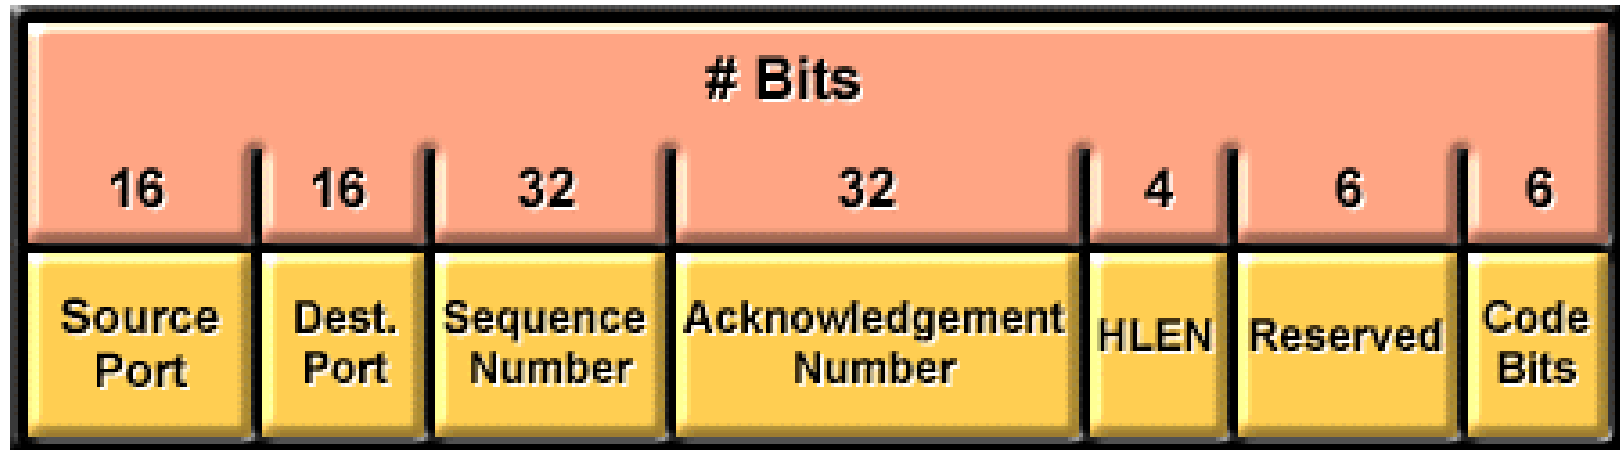 # Bits
16 16 32 32 4 6 6
Source Port
Dest. Port
Sequence Number
Acknowledgement Number
HLEN
Reserved
Code Bits